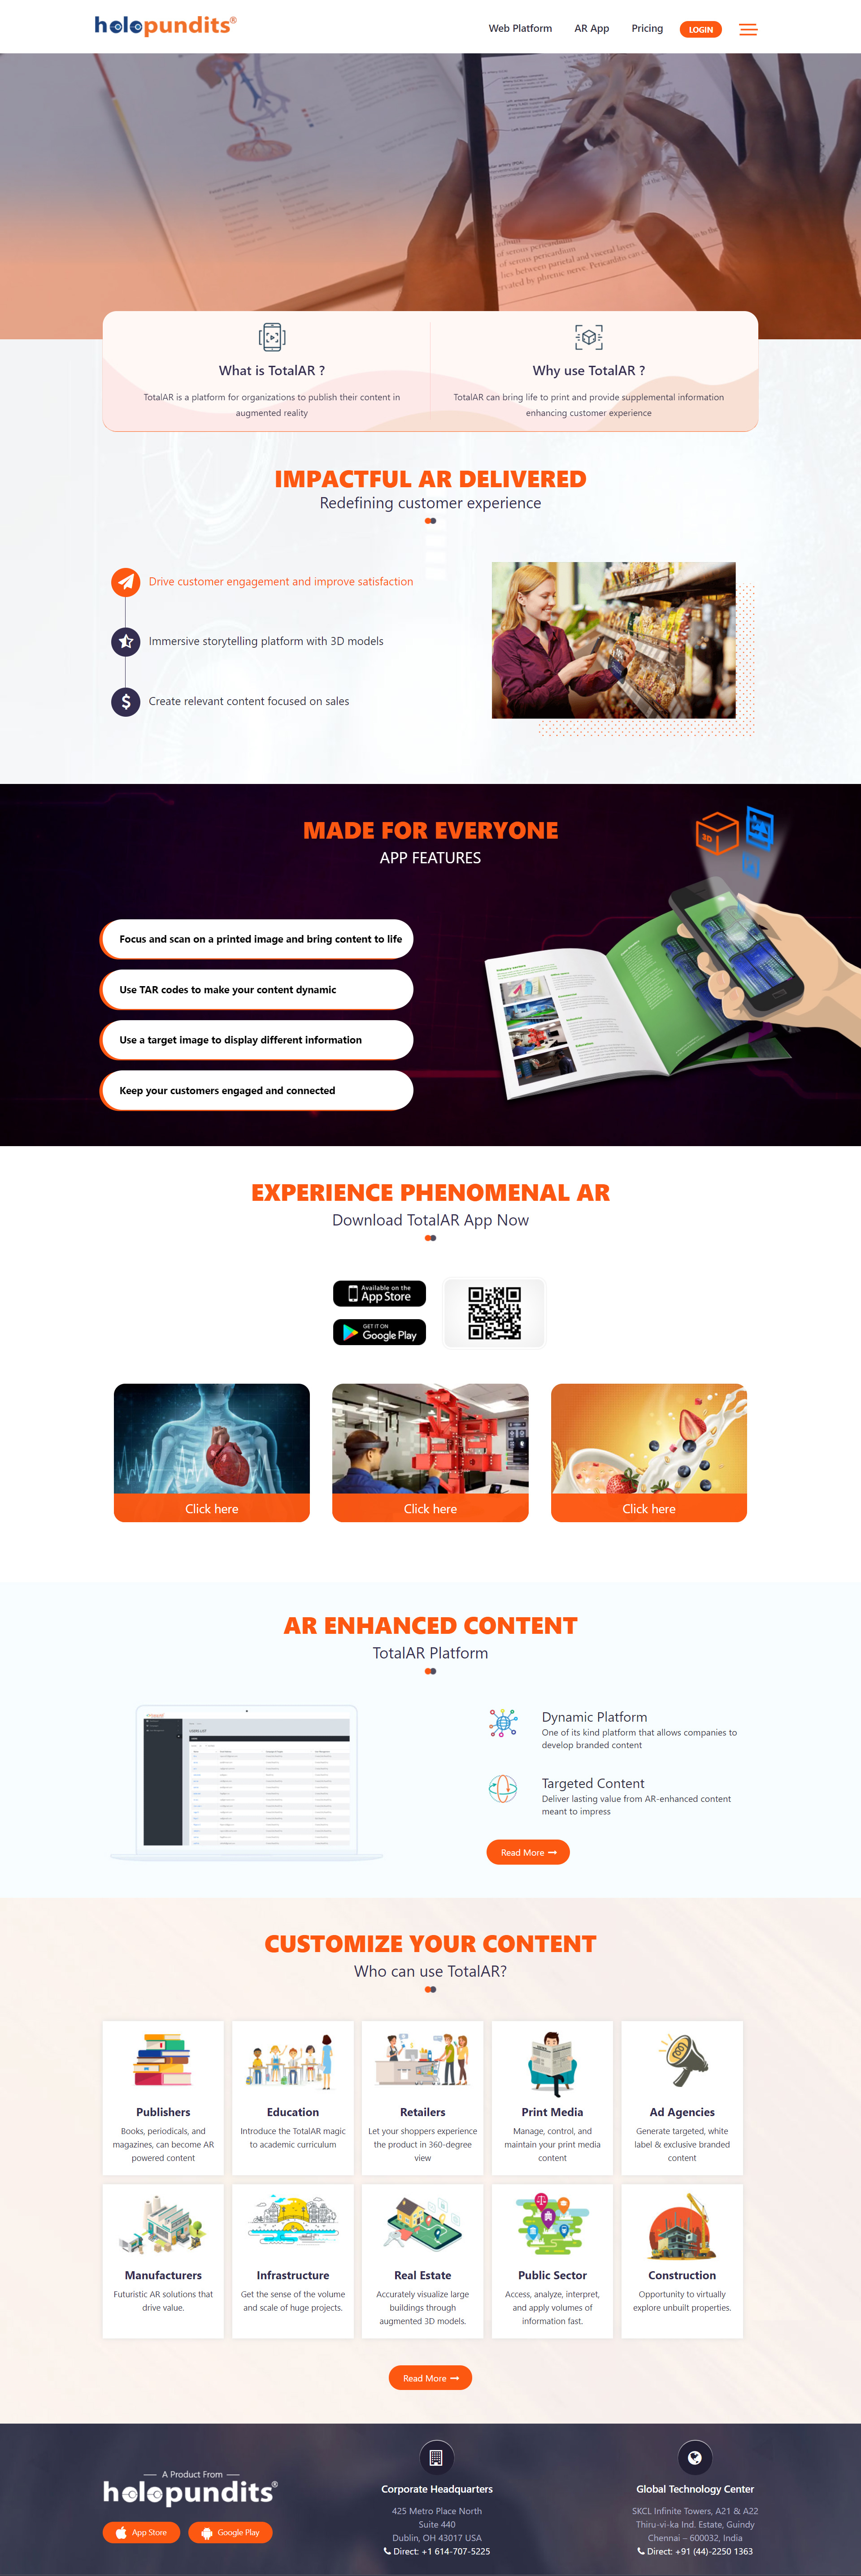 holopundits®
Web Platform
AR App
Pricing
LOGIN
What is TotalAR ?
TotalAR is a platform for organizations to publish their content in
augmented reality
Why use TotalAR ?
TotalAR can bring life to print and provide supplemental information
enhancing customer experience
IMPACTFUL AR DELIVERED
Redefining customer experience
Drive customer engagement and improve satisfaction
Immersive storytelling platform with 3D models
Create relevant content focused on sales
MADE FOR EVERYONE
APP FEATURES
3D
Focus and scan on a printed image and bring content to life
Use TAR codes to make your content dynamic
Use a target image to display different information
Keep your customers engaged and connected
EXPERIENCE PHENOMENAL AR
Download TotalAR App Now
Available on the
App Store
GET IT ON
Google Play
Click here
Click here
Click here
AR ENHANCED CONTENT
TotalAR Platform
Dynamic Platform
One of its kind platform that allows companies to
develop branded content
Targeted Content
Deliver lasting value from AR-enhanced content
meant to impress
Read More
CUSTOMIZE YOUR CONTENT
Who can use TotalAR?
Publishers
Books, periodicals, and
magazines, can become AR
powered content
Education
Introduce the TotalAR magic
to academic curriculum
Retailers
Let your shoppers experience
the product in 360-degree
view
Print Media
Manage, control, and
maintain your print media
content
Ad Agencies
Generate targeted, white
label & exclusive branded
content
Manufacturers
Futuristic AR solutions that
drive value.
Infrastructure
Get the sense of the volume
and scale of huge projects.
Real Estate
Accurately visualize large
buildings through
augmented 3D models.
Public Sector
Access, analyze, interpret,
and apply volumes of
information fast.
Construction
Opportunity to virtually
explore unbuilt properties.
Read More
A Product From
holopundits®
App Store
Google Play
Corporate Headquarters
425 Metro Place North
Suite 440
Dublin, OH 43017 USA
Direct: +1 614-707-5225
Global Technology Center
SKCL Infinite Towers, A21 & A22
Thiru-vi-ka Ind. Estate, Guindy
Chennai – 600032, India
Direct: +91 (44)-2250 1363